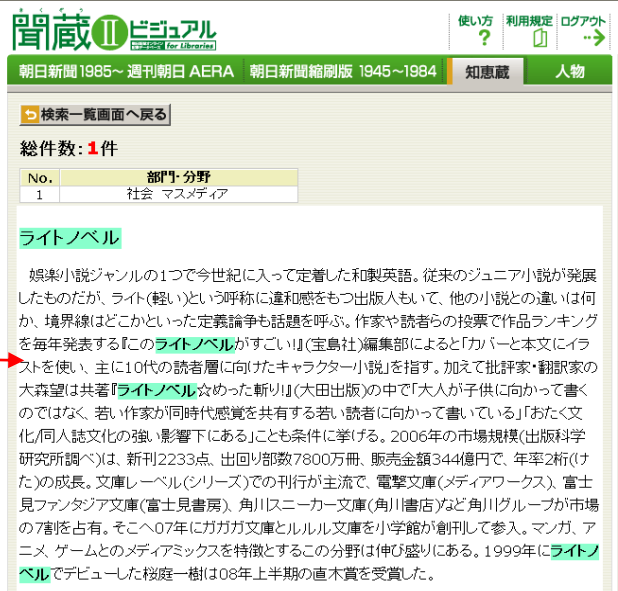 きくぞう
聞蔵Ⅱビジュアル
for Libraries
使い方 利用規定 ログアウト
?
朝日新聞1985～ 週刊朝日 AERA 朝日新聞縮刷版 1945～1984 知恵蔵 人物
検索一覧画面へ戻る
総件数:1件
No. 部門・分野
1 社会 マスメディア
ライトノベル
娯楽小説ジャンルの1つで今世紀に入って定着した和製英語。従来のジュニア小説が発展
したものだが、ライト(軽い)という呼称に違和感をもつ出版人もいて、他の小説との違いは何
か、境界線はどこかといった定義論争も話題を呼ぶ。作家や読者らの投票で作品ランキング
を毎年発表する『このライトノベルがすごい!』(宝島社)編集部によると「カバーと本文にイラ
ストを使い、主に10代の読者層に向けたキャラクター小説」を指す。加えて批評家・翻訳家の
大森望は共著『ライトノベル☆めった斬り!』(太田出版)の中で「大人が子供に向かって書く
のではなく、若い作家が同時代感覚を共有する若い読者に向かって書いている」「おたく文
化/同人誌文化の強い影響下にある」ことも条件に挙げる。2006年の市場規模(出版科学
研究所調べ)は、新刊2233点、出回り部数7800万冊、販売金額344億円で、年率2桁(け
た)の成長。文庫レーベル(シリーズ)での刊行が主流で、電撃文庫(メディアワークス)、富士
見ファンタジア文庫(富士見書房)、角川スニーカー文庫(角川書店)など角川グループが市場
の7割を占有。そこへ07年にガガガ文庫とルルル文庫を小学館が創刊して参入。マンガ、ア
ニメ、ゲームとのメディアミックスを特徴とするこの分野は伸び盛りにある。1999年にライトノ
ベルでデビューした桜庭一樹は08年上半期の直木賞を受賞した。